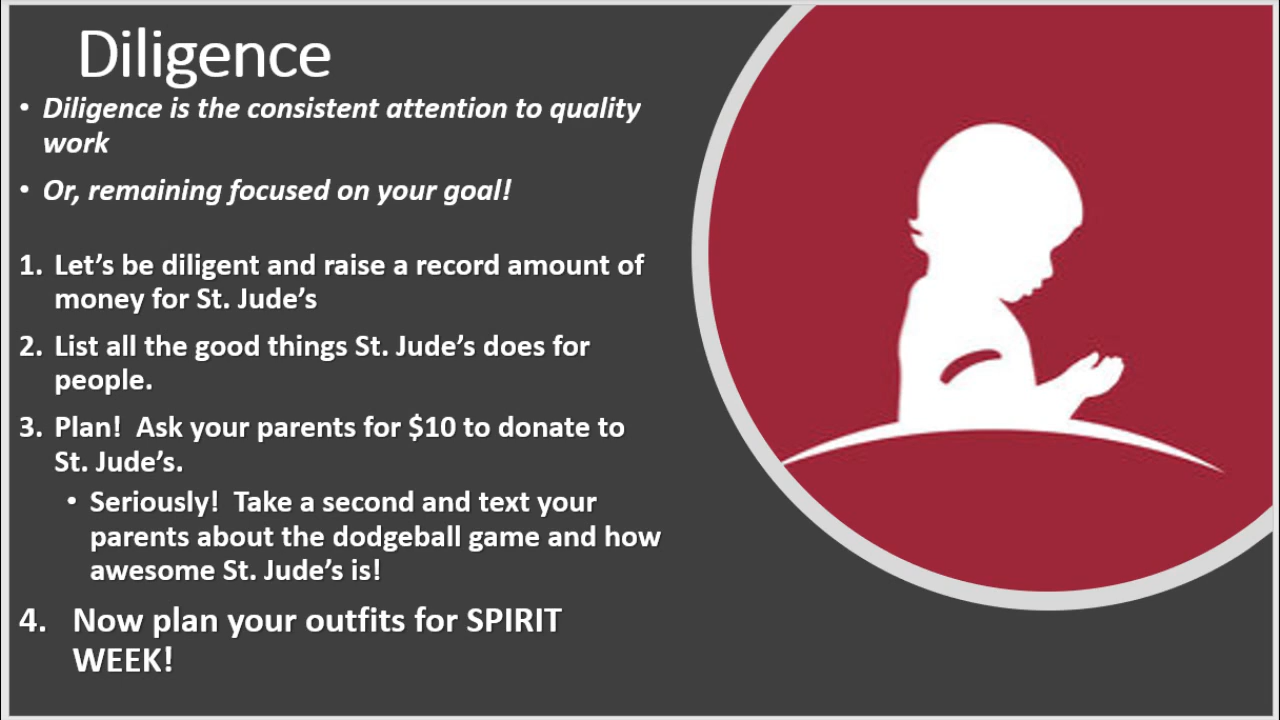 Diligence
• Diligence is the consistent attention to quality
work
• Or, remaining focused on your goal!
1. Let’s be diligent and raise a record amount of
money for St. Jude’s
2. List all the good things St. Jude’s does for
people.
3. Plan!  Ask your parents for $10 to donate to
St. Jude’s.
• Seriously!  Take a second and text your
parents about the dodgeball game and how
awesome St. Jude’s is!
4. Now plan your outfits for SPIRIT
WEEK!